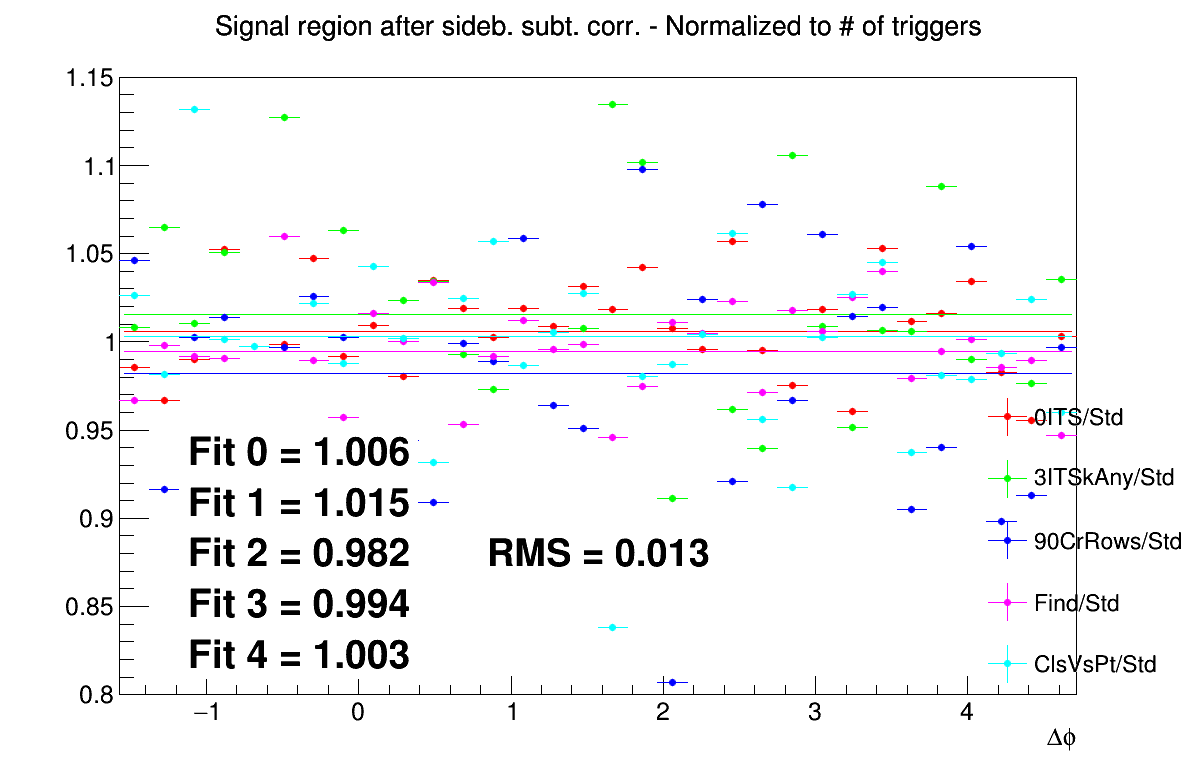 Signal region after sideb. subt. corr. - Normalized to # of triggers
1.15
1.1
1.05
1
0.95
0.9
0.85
0.8
Fit 0 = 1.006
Fit 1 = 1.015
Fit 2 = 0.982
Fit 3 = 0.994
Fit 4 = 1.003
RMS = 0.013
0ITS/Std
3ITSkAny/Std
90CrRows/Std
Find/Std
ClsVsPt/Std
−1 0 1 2 3 4
Δϕ